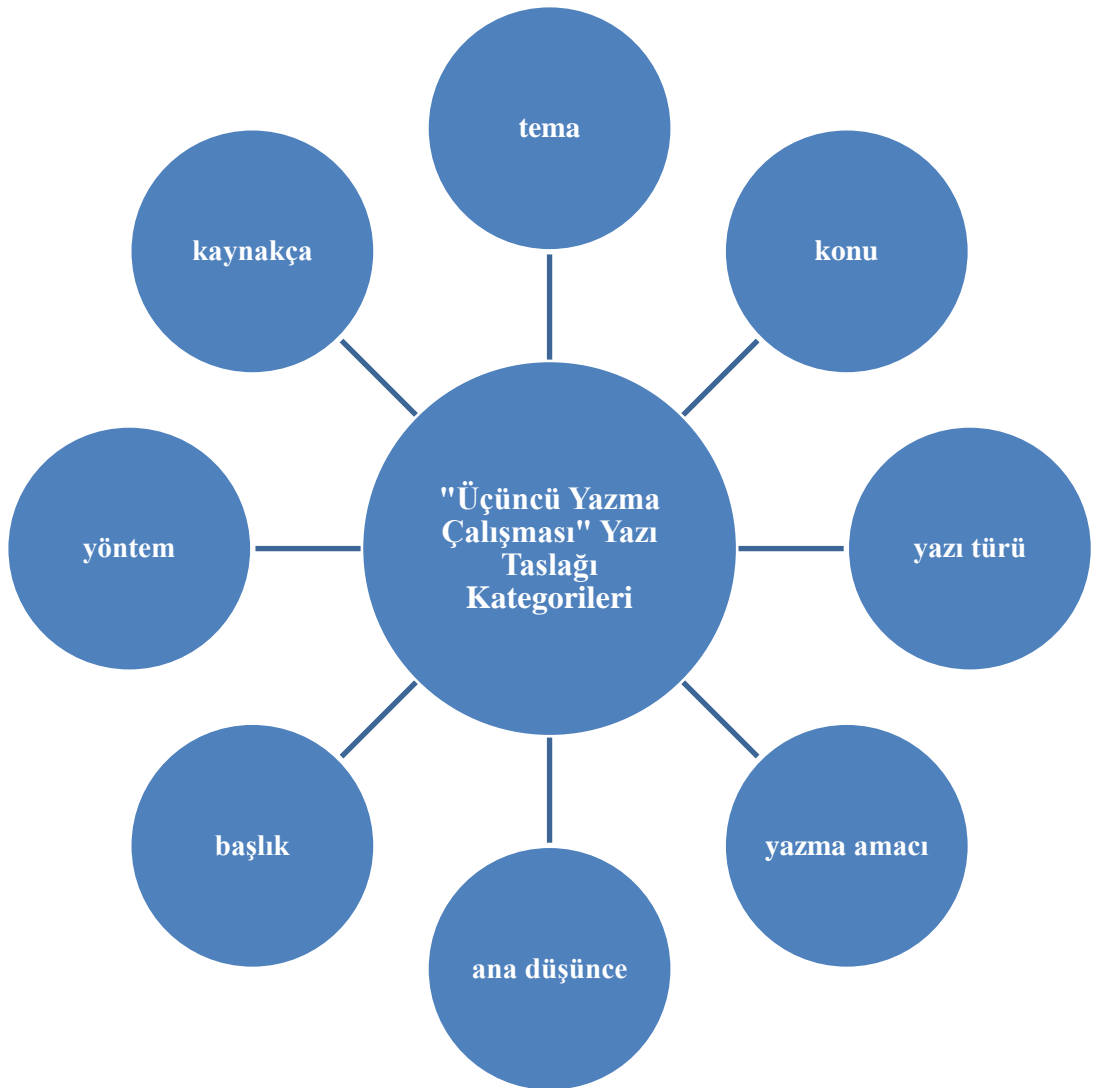 tema
konu
yazı türü
yazma amacı
ana düşünce
başlık
yöntem
kaynakça
"Üçüncü Yazma
Çalışması" Yazı
Taslağı
Kategorileri